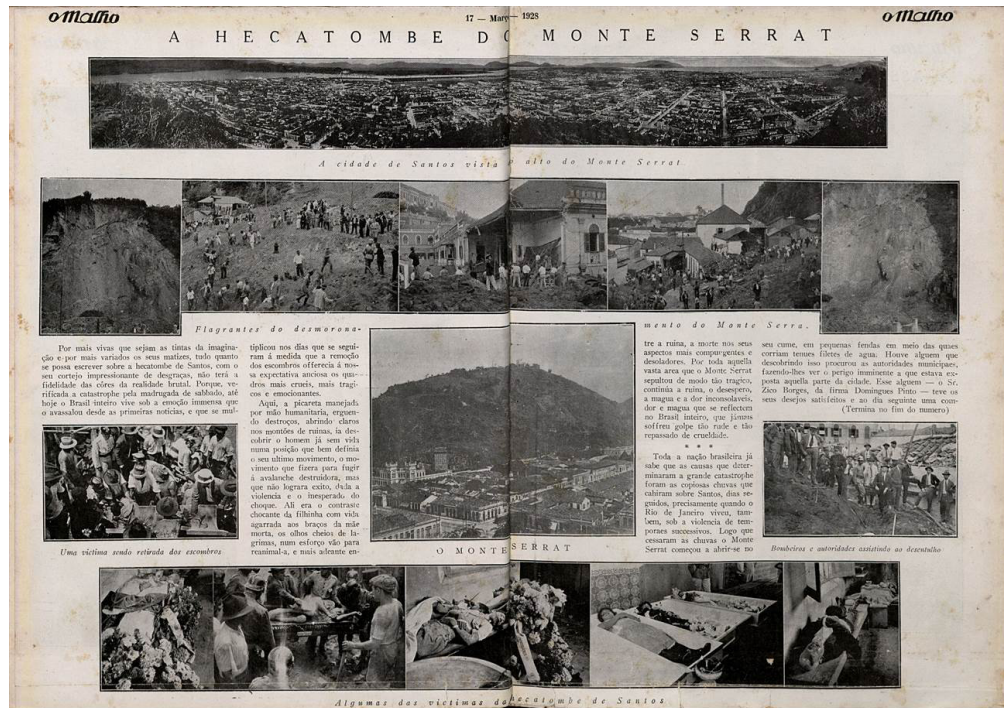 O Malho
17 — Març— 1928
O Malho
A HECATOMBE DO MONTE SERRAT
A cidade de Santos vista alto do Monte Serrat
Flagrantes do desmorona-
mento do Monte Serra.
Por mais vivas que sejam as tintas da imagina-
ção e por mais variados os seus matizes, tudo quanto
se possa escrever sobre a hecatombe de Santos, com o
seu cortejo impressionante de desgraças, não terá a
fidelidade das côres da realidade brutal. Porque, ve-
rificada a catastrophe pela madrugada de sabbado, até
hoje o Brasil inteiro vive sob a emoção immensa que
o avassalou desde as primeiras noticias, e que se mul-
Uma victima sendo retirada dos escombros
tiplicou nos dias que se segui-
ram á medida que a remoção
dos escombros offerecia á nos-
sa expectativa anciosa os qua-
dros mais crueis, mais tragi-
cos e emocionantes.
Aqui, a picareta manejada
por mão humanitaria, erguen-
do destroços, abrindo claros
nos montões de ruinas, ia des-
cobrir o homem já sem vida
numa posição que bem definia
o seu ultimo movimento, o mo-
vimento que fizera para fugir
á avalanche destruidora, mas
que não lograra exito, dada a
violencia e o inesperado do
choque. Ali era o contraste
chocante da filhinha com vida
agarrada aos braços da mãe
morta, os olhos cheios de la-
grimas, num esforço vão para
reanimal-a, e mais adeante en-
O MONTE SERRAT
tre a ruina, a morte nos seus
aspectos mais compungentes e
desoladores. Por toda aquella
vasta area que o Monte Serrat
sepultou de modo tão tragico,
continúa a ruina, o desespero,
a magua e a dor inconsolaveis,
dor e magua que se reflectem
no Brasil inteiro, que jámais
soffreu golpe tão rude e tão
repassado de crueldade.
* * *
Toda a nação brasileira já
sabe que as causas que deter-
minaram a grande catastrophe
foram as copiosas chuvas que
cahiram sobre Santos, dias se-
guidos, precisamente quando o
Rio de Janeiro viveu, tam-
bem, sob a violencia de tem-
poraes successivos. Logo que
cessaram as chuvas o Monte
Serrat começou a abrir-se no
seu cume, em pequenas fendas em meio das quaes
corriam tenues filetes de agua. Houve alguem que
descobrindo isso procurou as autoridades municipaes,
fazendo-lhes ver o perigo imminente a que estava ex-
posta aquella parte da cidade. Esse alguem — o Sr.
Zico Borges, da firma Domingues Pinto — teve os
seus desejos satisfeitos e ao dia seguinte uma com-
(Termina no fim do numero)
Bombeiros e autoridades assistindo ao desentulho
Algumas das victimas da hecatombe de Santos